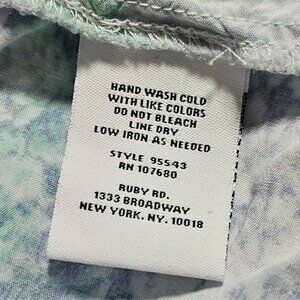 HAND WASH COLD
WITH LIKE COLORS
DO NOT BLEACH
LINE DRY
LOW IRON AS NEEDED
STYLE 95543
RN 107680
RUBY RD.
1333 BROADWAY
NEW YORK, NY. 10018